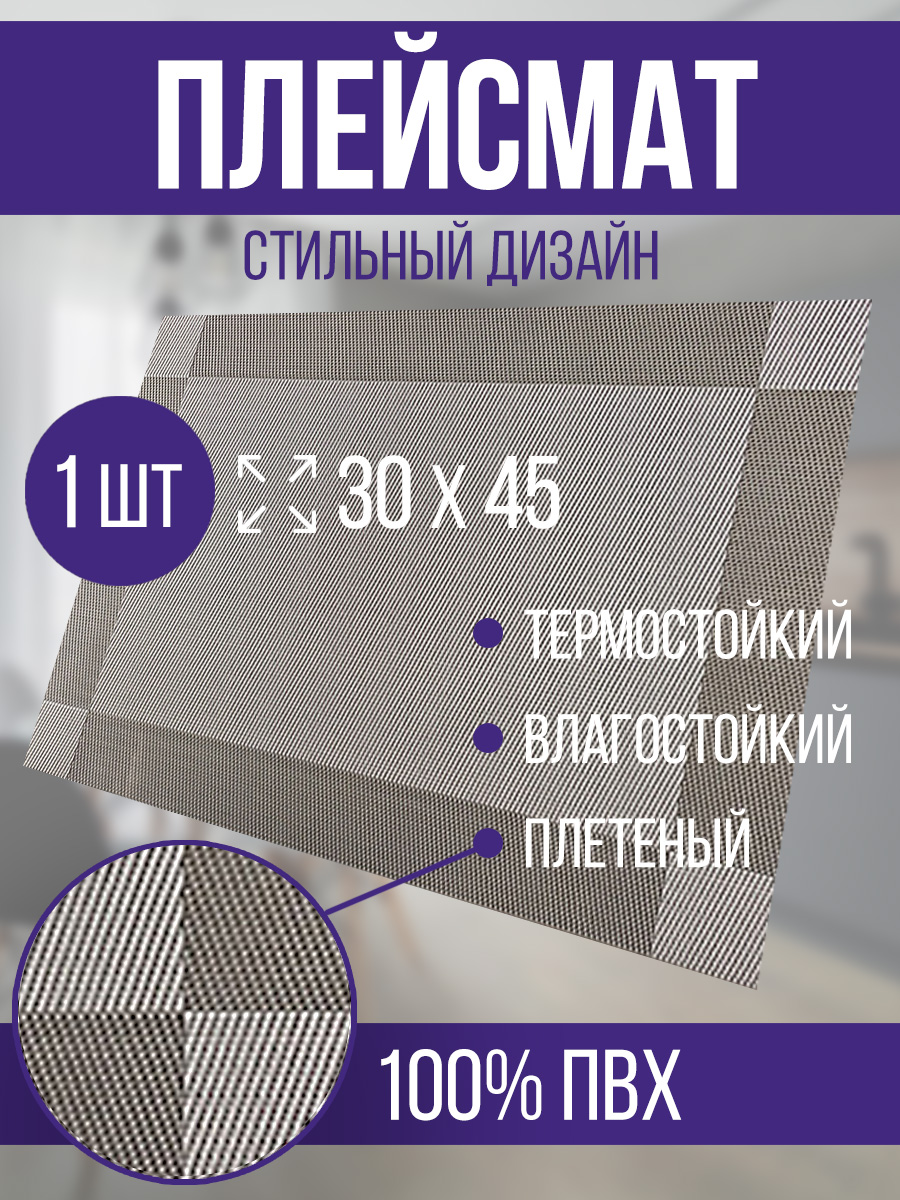 ПЛЕЙСМАТ
СТИЛЬНЫЙ ДИЗАЙН
1 ШТ
30 X 45
ТЕРМОСТОЙКИЙ
ВЛАГОСТОЙКИЙ
ПЛЕТЕНЫЙ
100% ПВХ